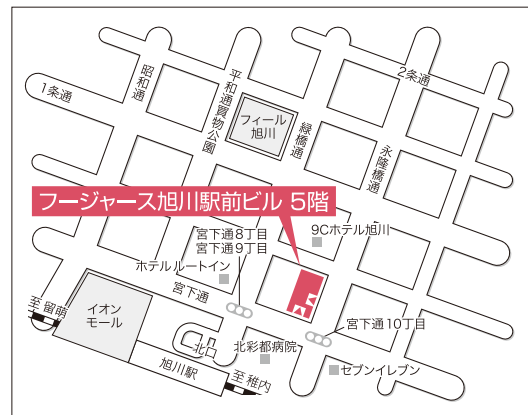 2条通
1条通
昭和通
平和通買物公園
フィール
旭川
緑橋通
永隆橋通
フージャース旭川駅前ビル 5階
宮下通8丁目
宮下通9丁目
9Cホテル旭川
ホテルルートイン
宮下通
至 留萌
イオン
モール
北口
北彩都病院
宮下通10丁目
旭川駅
至 稚内
セブンイレブン